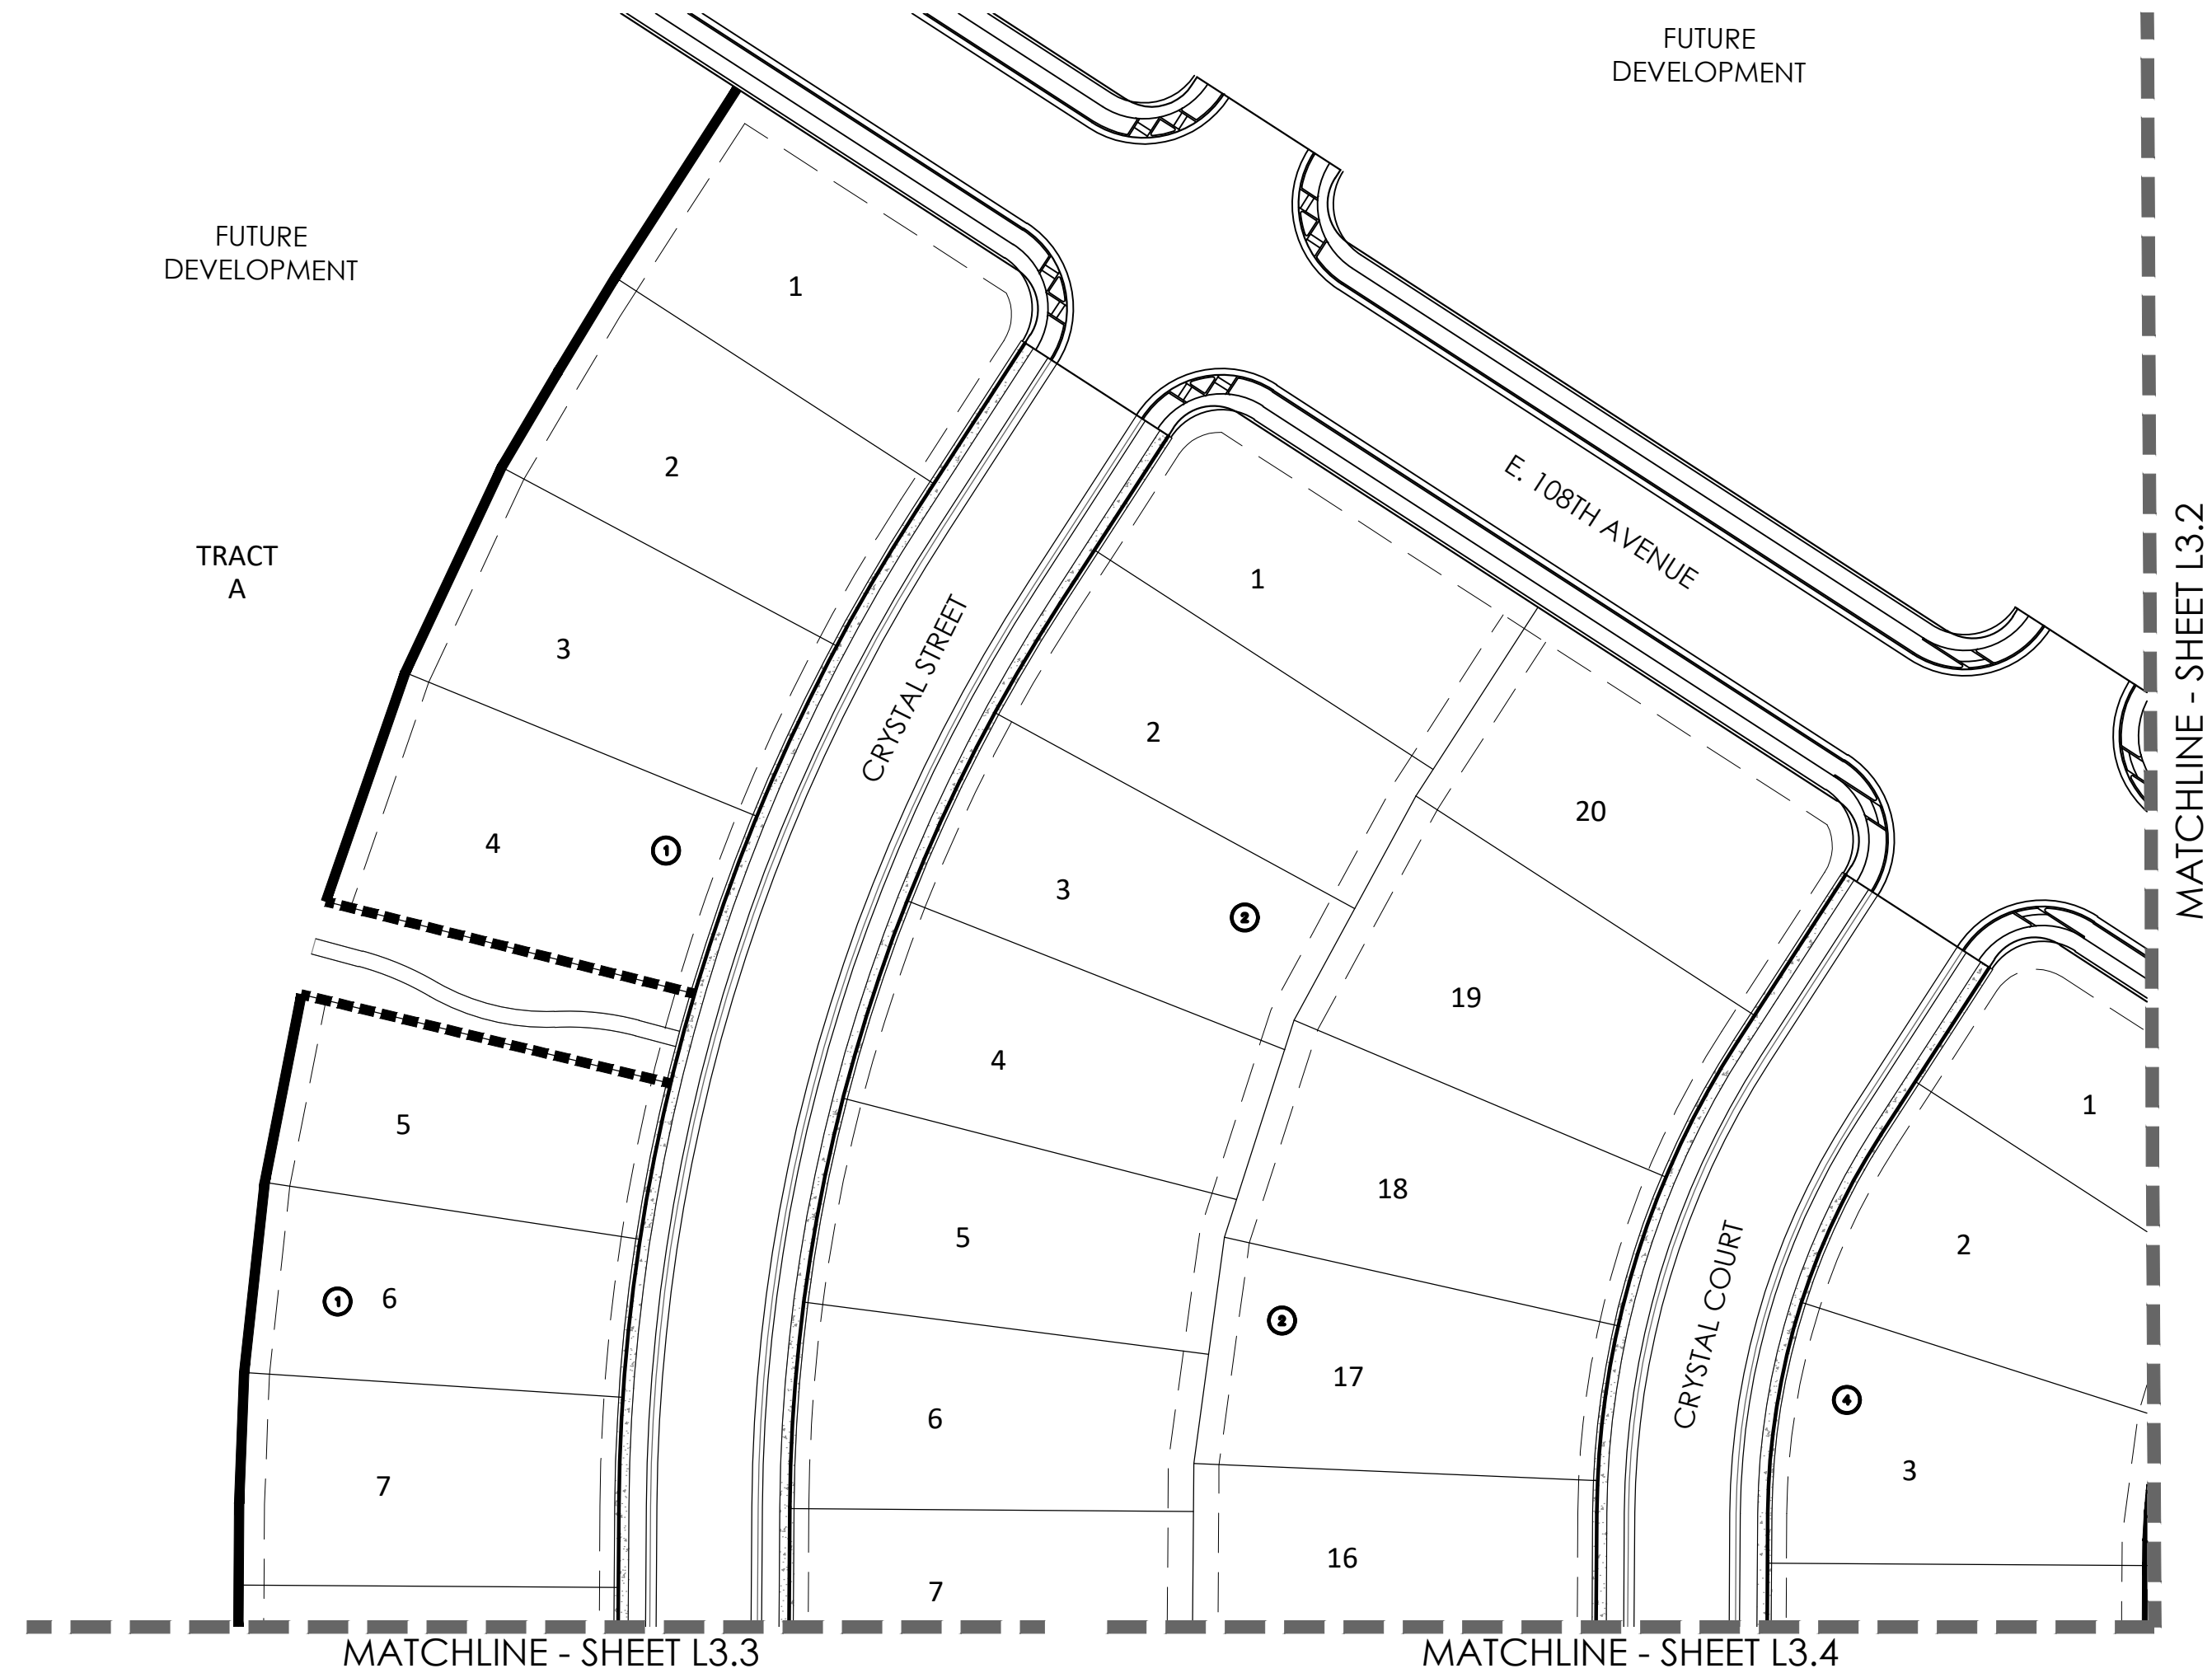 FUTURE
DEVELOPMENT
FUTURE
DEVELOPMENT
TRACT
A
1
2
3
4
1
5
1
6
7
CRYSTAL STREET
E. 108TH AVENUE
1
2
3
2
4
5
6
7
20
19
18
2
17
16
CRYSTAL COURT
1
2
4
3
MATCHLINE - SHEET L3.2
MATCHLINE - SHEET L3.3
MATCHLINE - SHEET L3.4